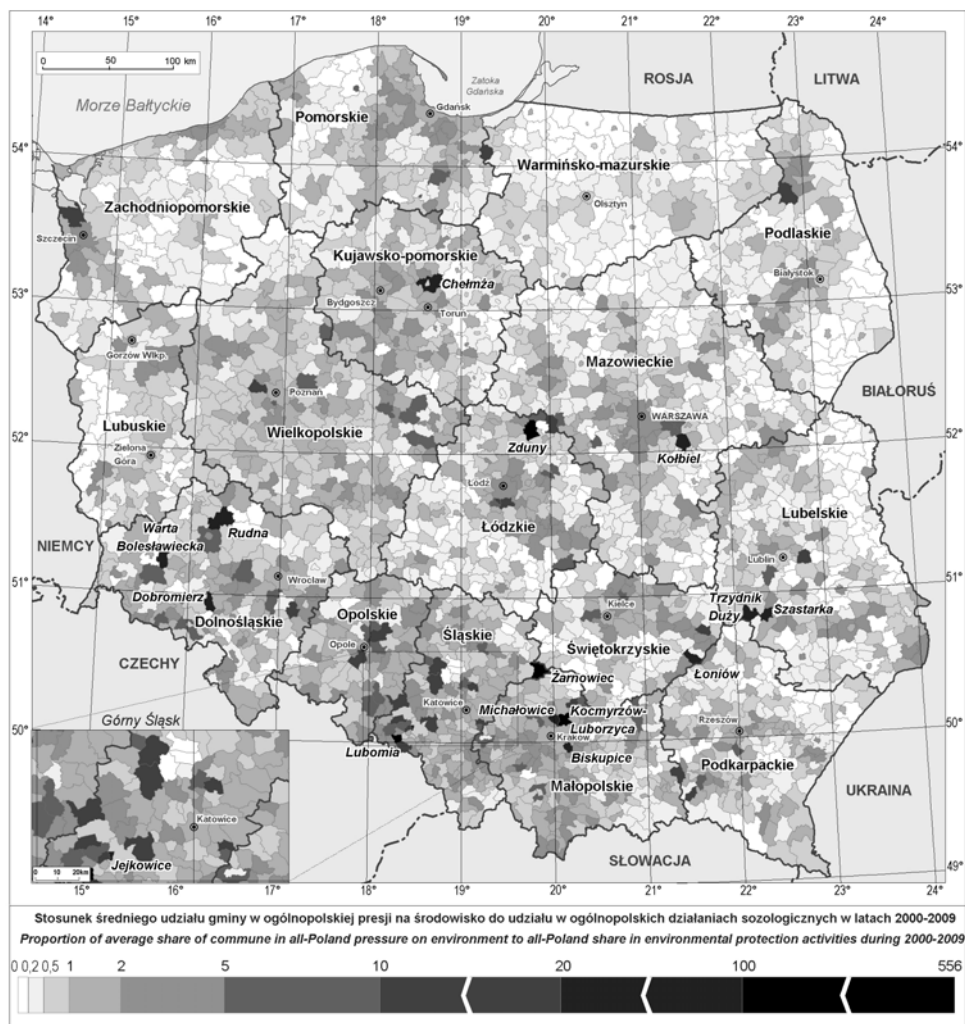 14° 15° 16° 17° 18° 19° 20° 21° 22° 23° 24°
0 50 100 km
Zatoka
Gdańska
ROSJA
LITWA
Morze Bałtyckie
Pomorskie
Gdańsk
54°
54°
Warmińsko-mazurskie
Zachodniopomorskie
Olsztyn
Szczecin
Podlaskie
Kujawsko-pomorskie
Białystok
Chełmża
53°
53°
Bydgoszcz
Toruń
Gorzów Wlkp.
Mazowieckie
BIAŁORUŚ
Poznań
WARSZAWA
Lubuskie
Wielkopolskie
52°
52°
Zduny
Kołbiel
Zielona
Góra
Łódź
Lubelskie
Warta
Bolesławiecka
Rudna
Łódzkie
NIEMCY
Lublin
51°
51°
Wrocław
Dobromierz
Trzydnik
Duży
Szastarka
Opolskie
Kielce
Dolnośląskie
Śląskie
Opole
Świętokrzyskie
CZECHY
Żarnowiec
Łoniów
Katowice
Michałowice
Kocmyrzów-
Luborzyca
Górny Śląsk
50°
50°
Rzeszów
Kraków
Lubomia
Biskupice
Podkarpackie
Małopolskie
UKRAINA
Katowice
SŁOWACJA
Jejkowice
0 10 20km
49°
15° 16° 17° 18° 19° 20° 21° 22° 23° 24°
Stosunek średniego udziału gminy w ogólnopolskiej presji na środowisko do udziału w ogólnopolskich działaniach sozologicznych w latach 2000-2009
Proportion of average share of commune in all-Poland pressure on environment to all-Poland share in environmental protection activities during 2000-2009
0 0,2 0,5 1 2 5 10 20 100 556